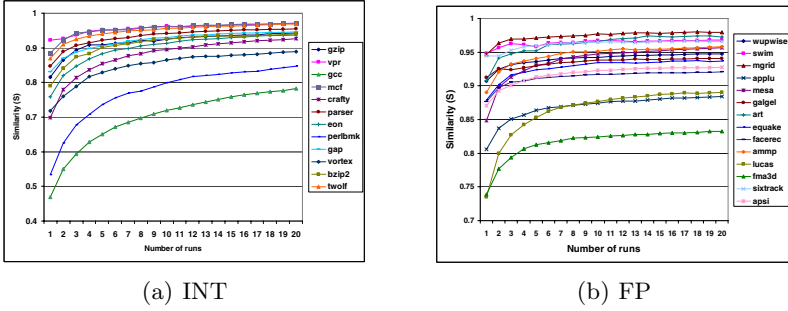 Similarity (S)
1
0.9
0.8
0.7
0.6
0.5
0.4
1 2 3 4 5 6 7 8 9 10 11 12 13 14 15 16 17 18 19 20
Number of runs
gzip
vpr
gcc
mcf
crafty
parser
eon
perlbmk
gap
vortex
bzip2
twolf
(a) INT
Similarity (S)
1
0.95
0.9
0.85
0.8
0.75
0.7
1 2 3 4 5 6 7 8 9 10 11 12 13 14 15 16 17 18 19 20
Number of runs
wupwise
swim
mgrid
applu
mesa
galgel
art
equake
facerec
ammp
lucas
fma3d
sixtrack
apsi
(b) FP